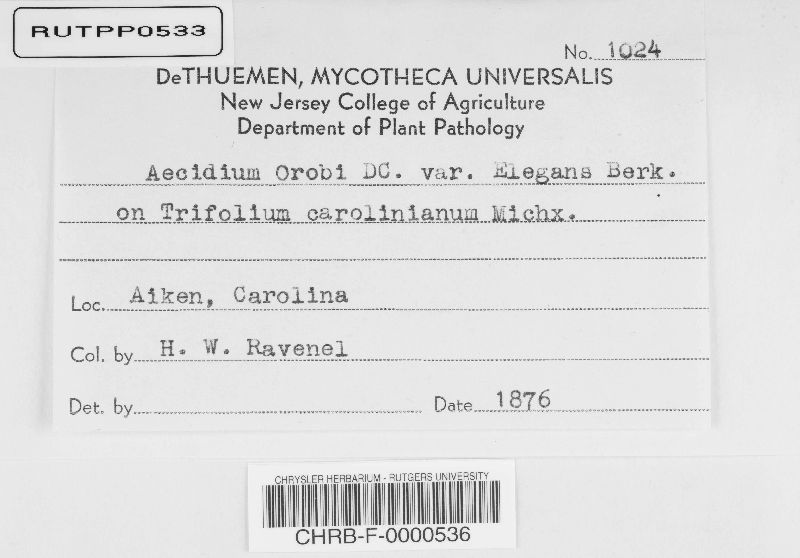 RUTPP0533
No. 1024
DeTHUEMEN, MYCOTHECA UNIVERSALIS
New Jersey College of Agriculture
Department of Plant Pathology
Aecidium Orobi DC. var. Elegans Berk.
on Trifolium carolinianum Michx.
Loc. Aiken, Carolina
Col. by H. W. Ravenel
Det. by Date 1876
CHRYSLER HERBARIUM - RUTGERS UNIVERSITY
CHRB-F-0000536